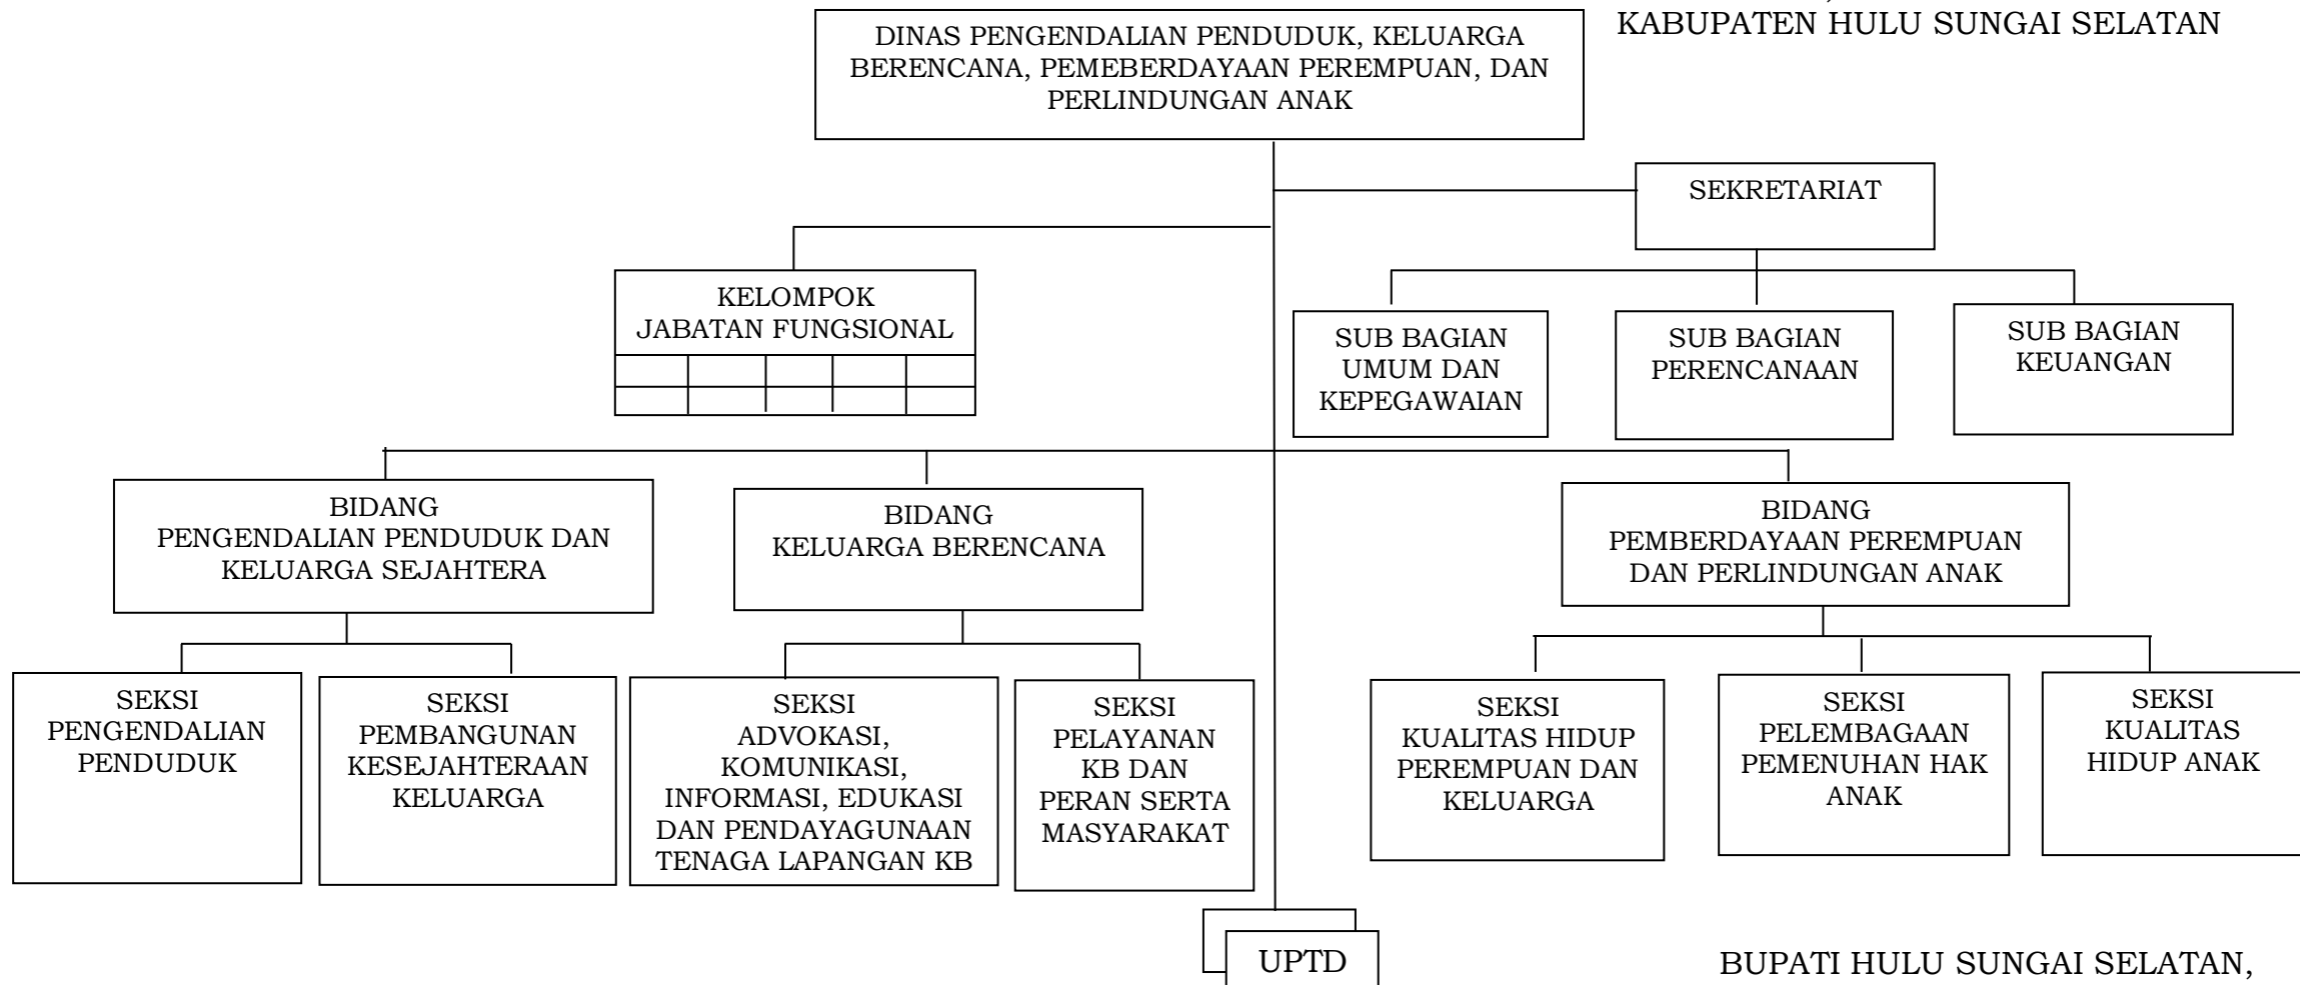 KABUPATEN HULU SUNGAI SELATAN
DINAS PENGENDALIAN PENDUDUK, KELUARGA
BERENCANA, PEMEBERDAYAAN PEREMPUAN, DAN
PERLINDUNGAN ANAK
SEKRETARIAT
KELOMPOK
JABATAN FUNGSIONAL
SUB BAGIAN
UMUM DAN
KEPEGAWAIAN
SUB BAGIAN
PERENCANAAN
SUB BAGIAN
KEUANGAN
BIDANG
PENGENDALIAN PENDUDUK DAN
KELUARGA SEJAHTERA
BIDANG
KELUARGA BERENCANA
BIDANG
PEMBERDAYAAN PEREMPUAN
DAN PERLINDUNGAN ANAK
SEKSI
PENGENDALIAN
PENDUDUK
SEKSI
PEMBANGUNAN
KESEJAHTERAAN
KELUARGA
SEKSI
ADVOKASI,
KOMUNIKASI,
INFORMASI, EDUKASI
DAN PENDAYAGUNAAN
TENAGA LAPANGAN KB
SEKSI
PELAYANAN
KB DAN
PERAN SERTA
MASYARAKAT
SEKSI
KUALITAS HIDUP
PEREMPUAN DAN
KELUARGA
SEKSI
PELEMBAGAAN
PEMENUHAN HAK
ANAK
SEKSI
KUALITAS
HIDUP ANAK
UPTD
BUPATI HULU SUNGAI SELATAN,